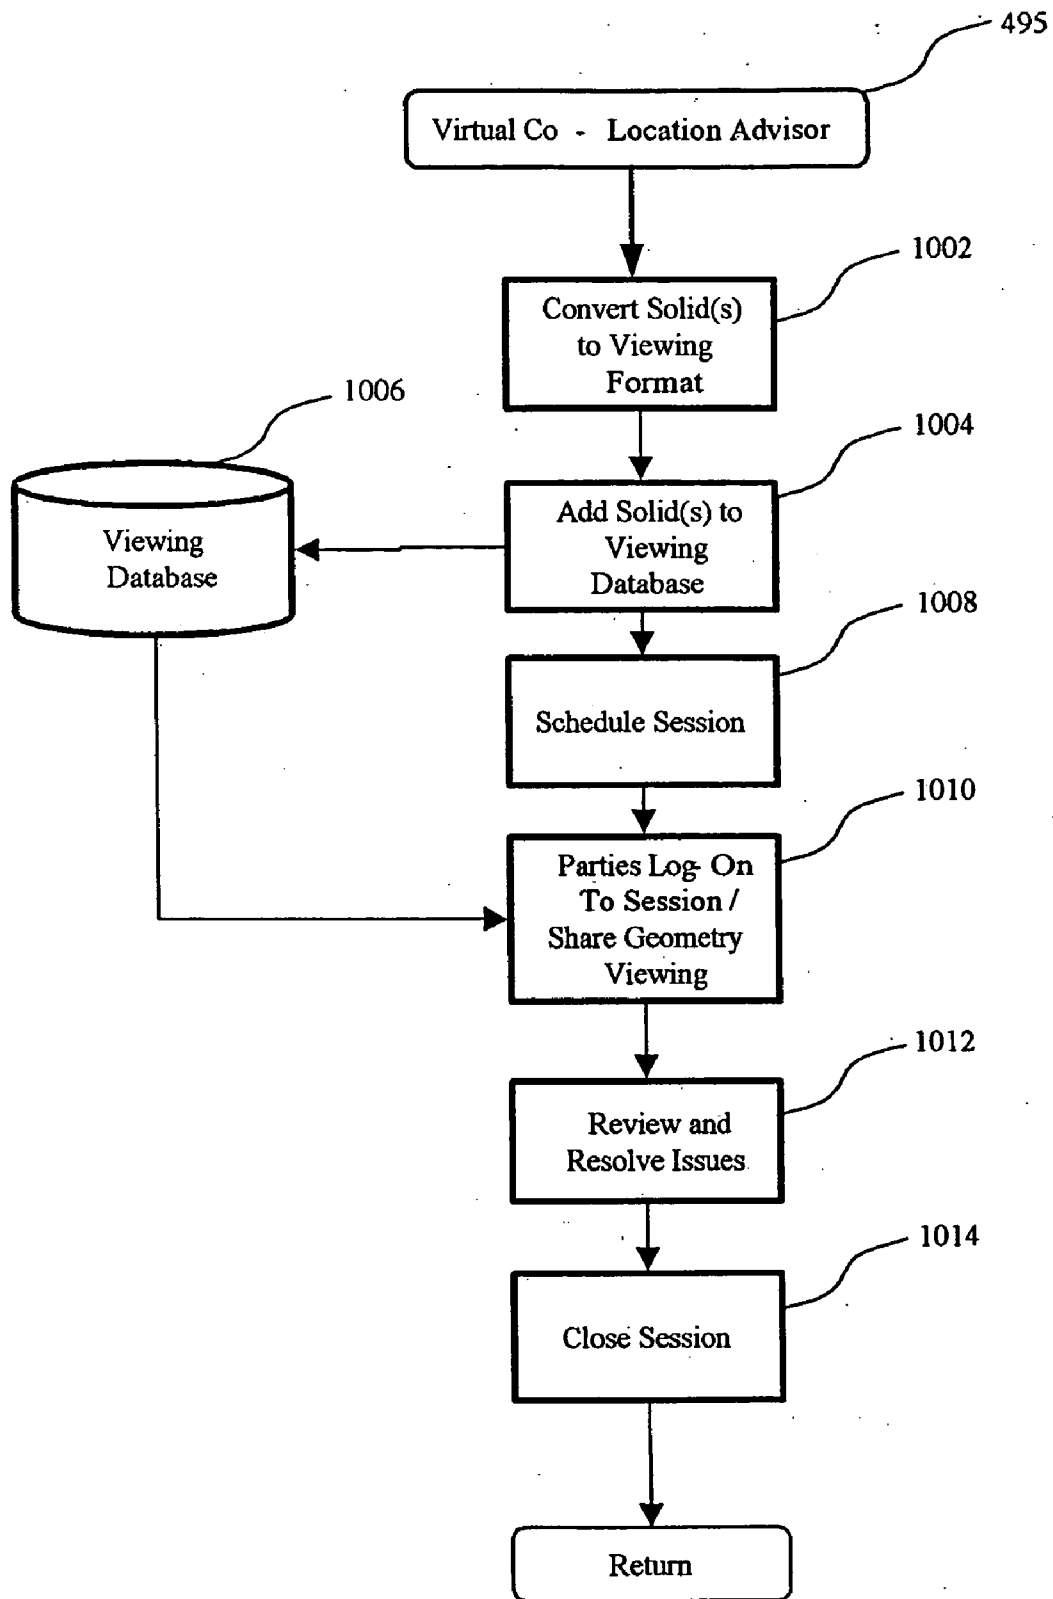 495
Virtual Co - Location Advisor
1002
Convert Solid(s)
to Viewing
Format
1006
1004
Add Solid(s) to
Viewing
Database
Viewing
Database
1008
Schedule Session
1010
Parties Log- On
To Session /
Share Geometry
Viewing
1012
Review and
Resolve Issues
1014
Close Session
Return